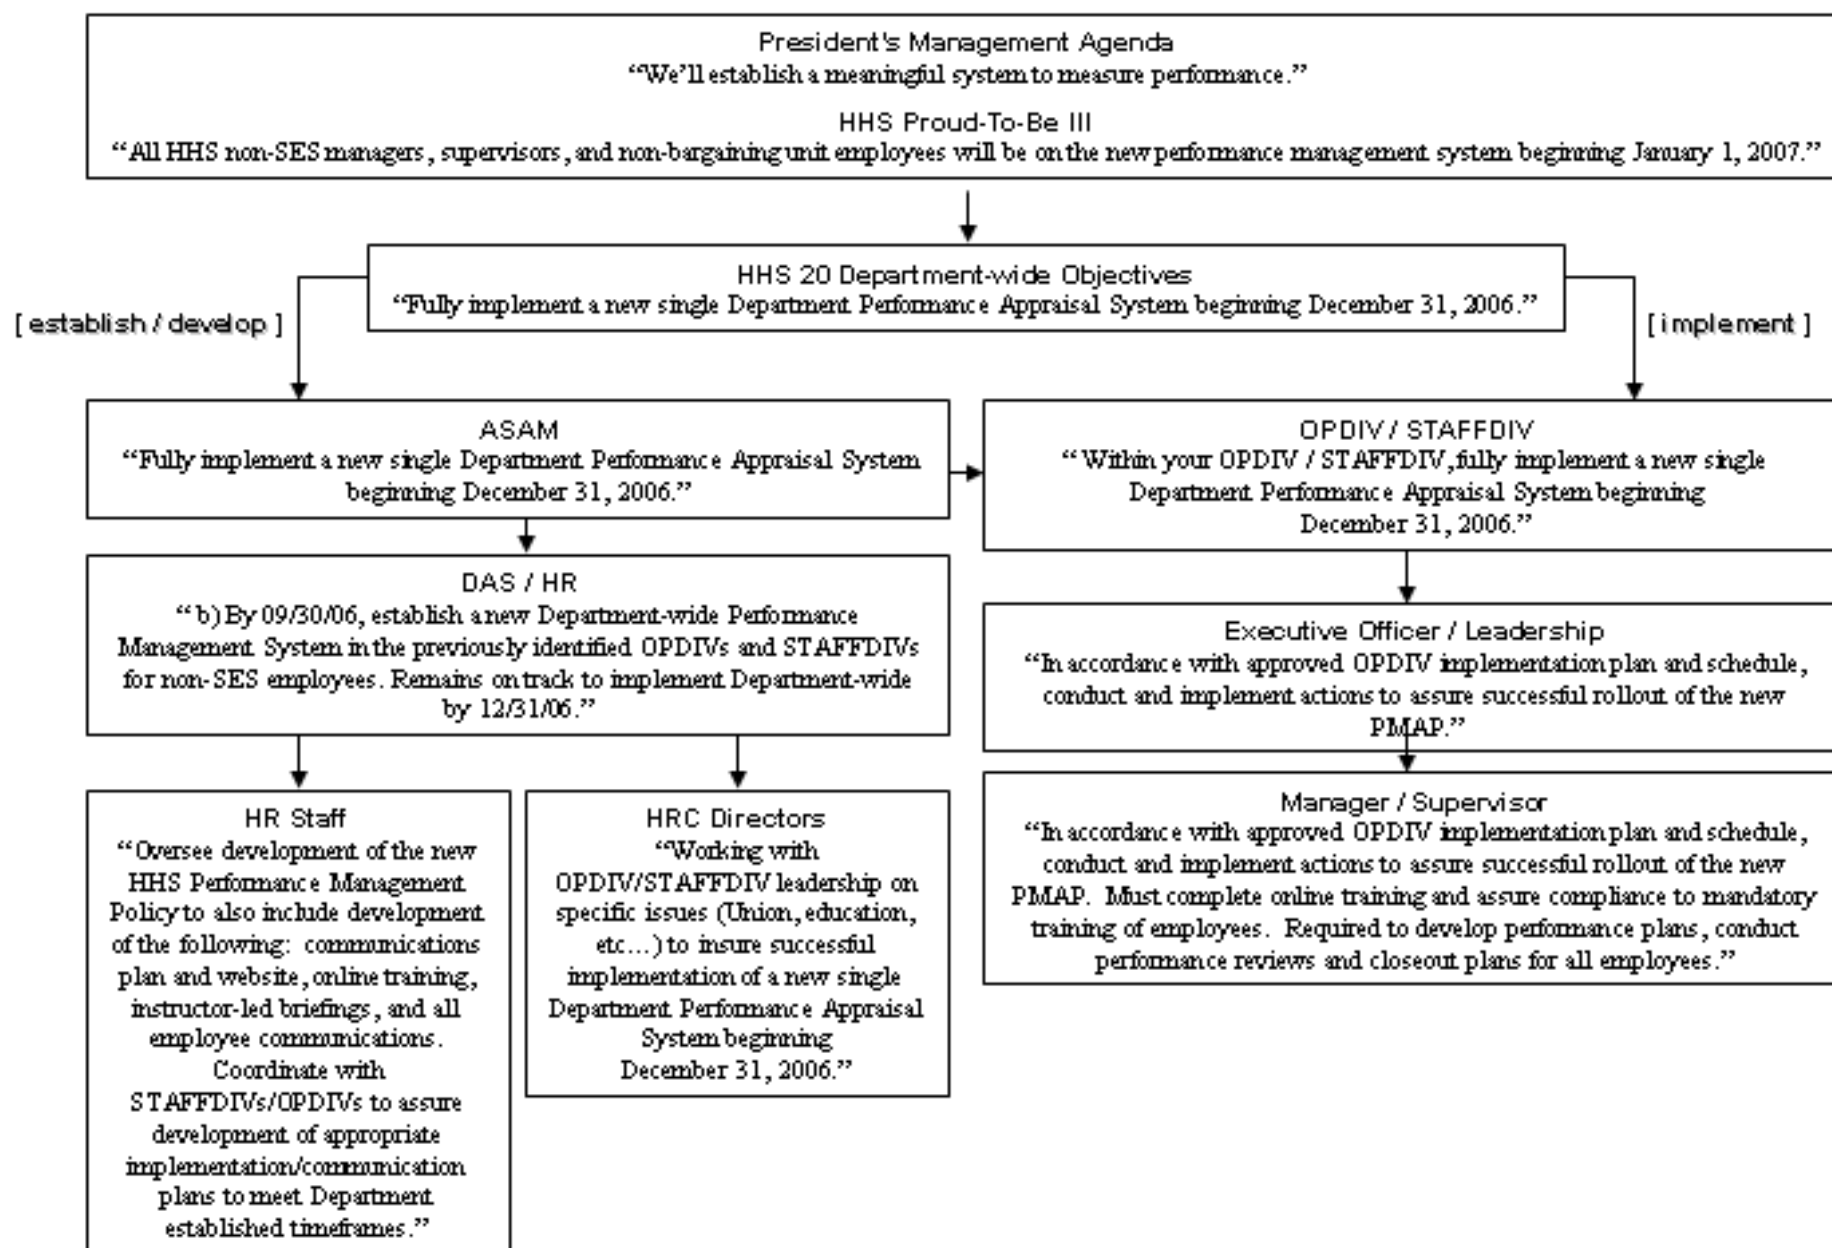 President's Management Agenda
“We’ll establish a meaningful system to measure performance.”
HHS Proud-To-Be III
“All HHS non-SES managers, supervisors, and non-bargaining unit employees will be on the new performance management system beginning January 1, 2007.”
HHS 20 Department-wide Objectives
“Fully implement a new single Department Performance Appraisal System beginning December 31, 2006.”
[ establish / develop ]
[ implement ]
ASAM
“Fully implement a new single Department Performance Appraisal System
beginning December 31, 2006.”
OPDIV / STAFFDIV
“Within your OPDIV / STAFFDIV, fully implement a new single
Department Performance Appraisal System beginning
December 31, 2006.”
DAS / HR
“b) By 09/30/06, establish a new Department-wide Performance
Management System in the previously identified OPDIVs and STAFFDIVs
for non-SES employees. Remains on track to implement Department-wide
by 12/31/06.”
Executive Officer / Leadership
“In accordance with approved OPDIV implementation plan and schedule,
conduct and implement actions to assure successful rollout of the new
PMAP.”
HR Staff
“Oversee development of the new
HHS Performance Management
Policy to also include development
of the following: communications
plan and website, online training,
instructor-led briefings, and all
employee communications.
Coordinate with
STAFFDIVs/OPDIVs to assure
development of appropriate
implementation/communication
plans to meet Department
established timeframes.”
HRC Directors
“Working with
OPDIV/STAFFDIV leadership on
specific issues (Union, education,
etc…) to insure successful
implementation of a new single
Department Performance Appraisal
System beginning
December 31, 2006.”
Manager / Supervisor
“In accordance with approved OPDIV implementation plan and schedule,
conduct and implement actions to assure successful rollout of the new
PMAP. Must complete online training and assure compliance to mandatory
training of employees. Required to develop performance plans, conduct
performance reviews and closeout plans for all employees.”